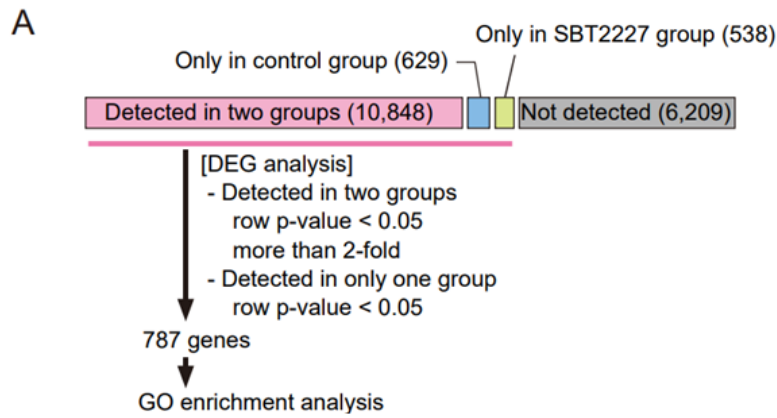 A
Only in SBT2227 group (538)
Only in control group (629)
Detected in two groups (10,848)
Not detected (6,209)
[DEG analysis]
- Detected in two groups
row p-value < 0.05
more than 2-fold
- Detected in only one group
row p-value < 0.05
787 genes
GO enrichment analysis